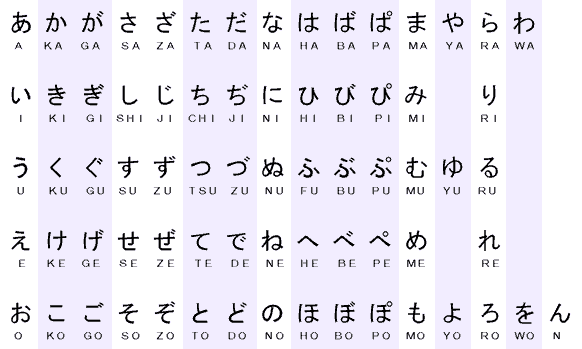 あ か が さ ざ た だ な は ば ぱ ま や ら わ
A KA GA SA ZA TA DA NA HA BA PA MA YA RA WA
い き ぎ し じ ち ぢ に ひ び ぴ み り
I KI GI SHI JI CHI JI NI HI BI PI MI RI
う く ぐ す ず つ づ ぬ ふ ぶ ぷ む ゆ る
U KU GU SU ZU TSU ZU NU FU BU PU MU YU RU
え け げ せ ぜ て で ね へ べ ぺ め れ
E KE GE SE ZE TE DE NE HE BE PE ME RE
お こ ご そ ぞ と ど の ほ ぼ ぽ も よ ろ を ん
O KO GO SO ZO TO DO NO HO BO PO MO YO RO WO N